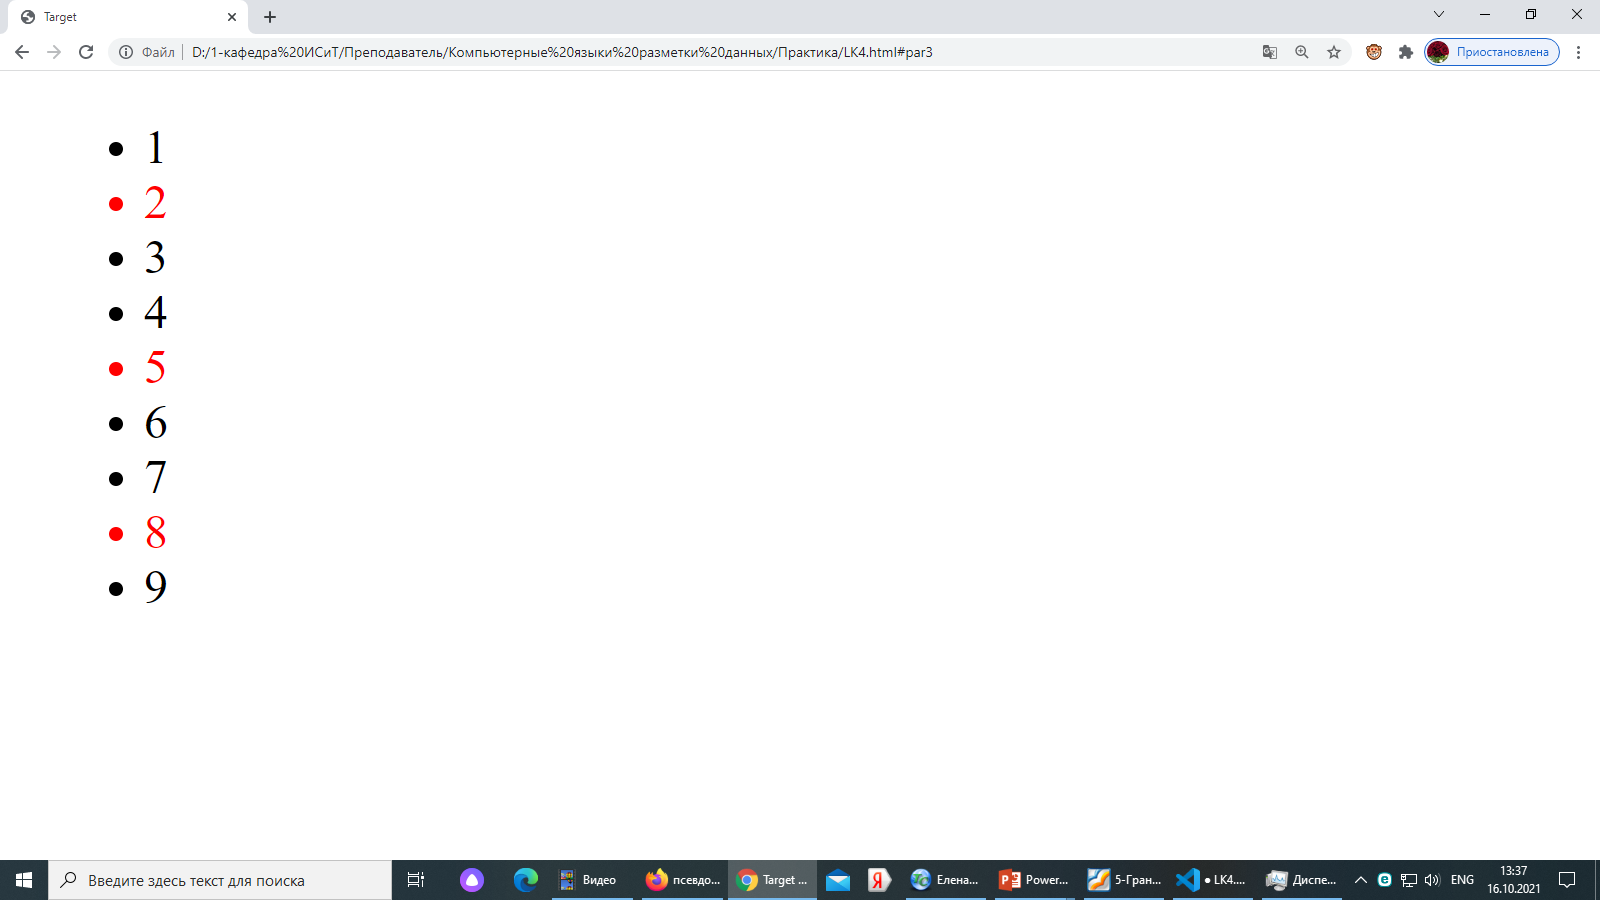 Target
Файл
D:/1-кафедра%20ИСиТ/Преподаватель/Компьютерные%20языки%20разметки%20данных/Практика/LK4.html#par3
Приостановлена
1
2
3
4
5
6
7
8
9
Введите здесь текст для поиска
Видео
псевдо...
Target ...
Елена...
Power...
5-Гран...
● LK4....
Диспе...
ENG
13:37
16.10.2021